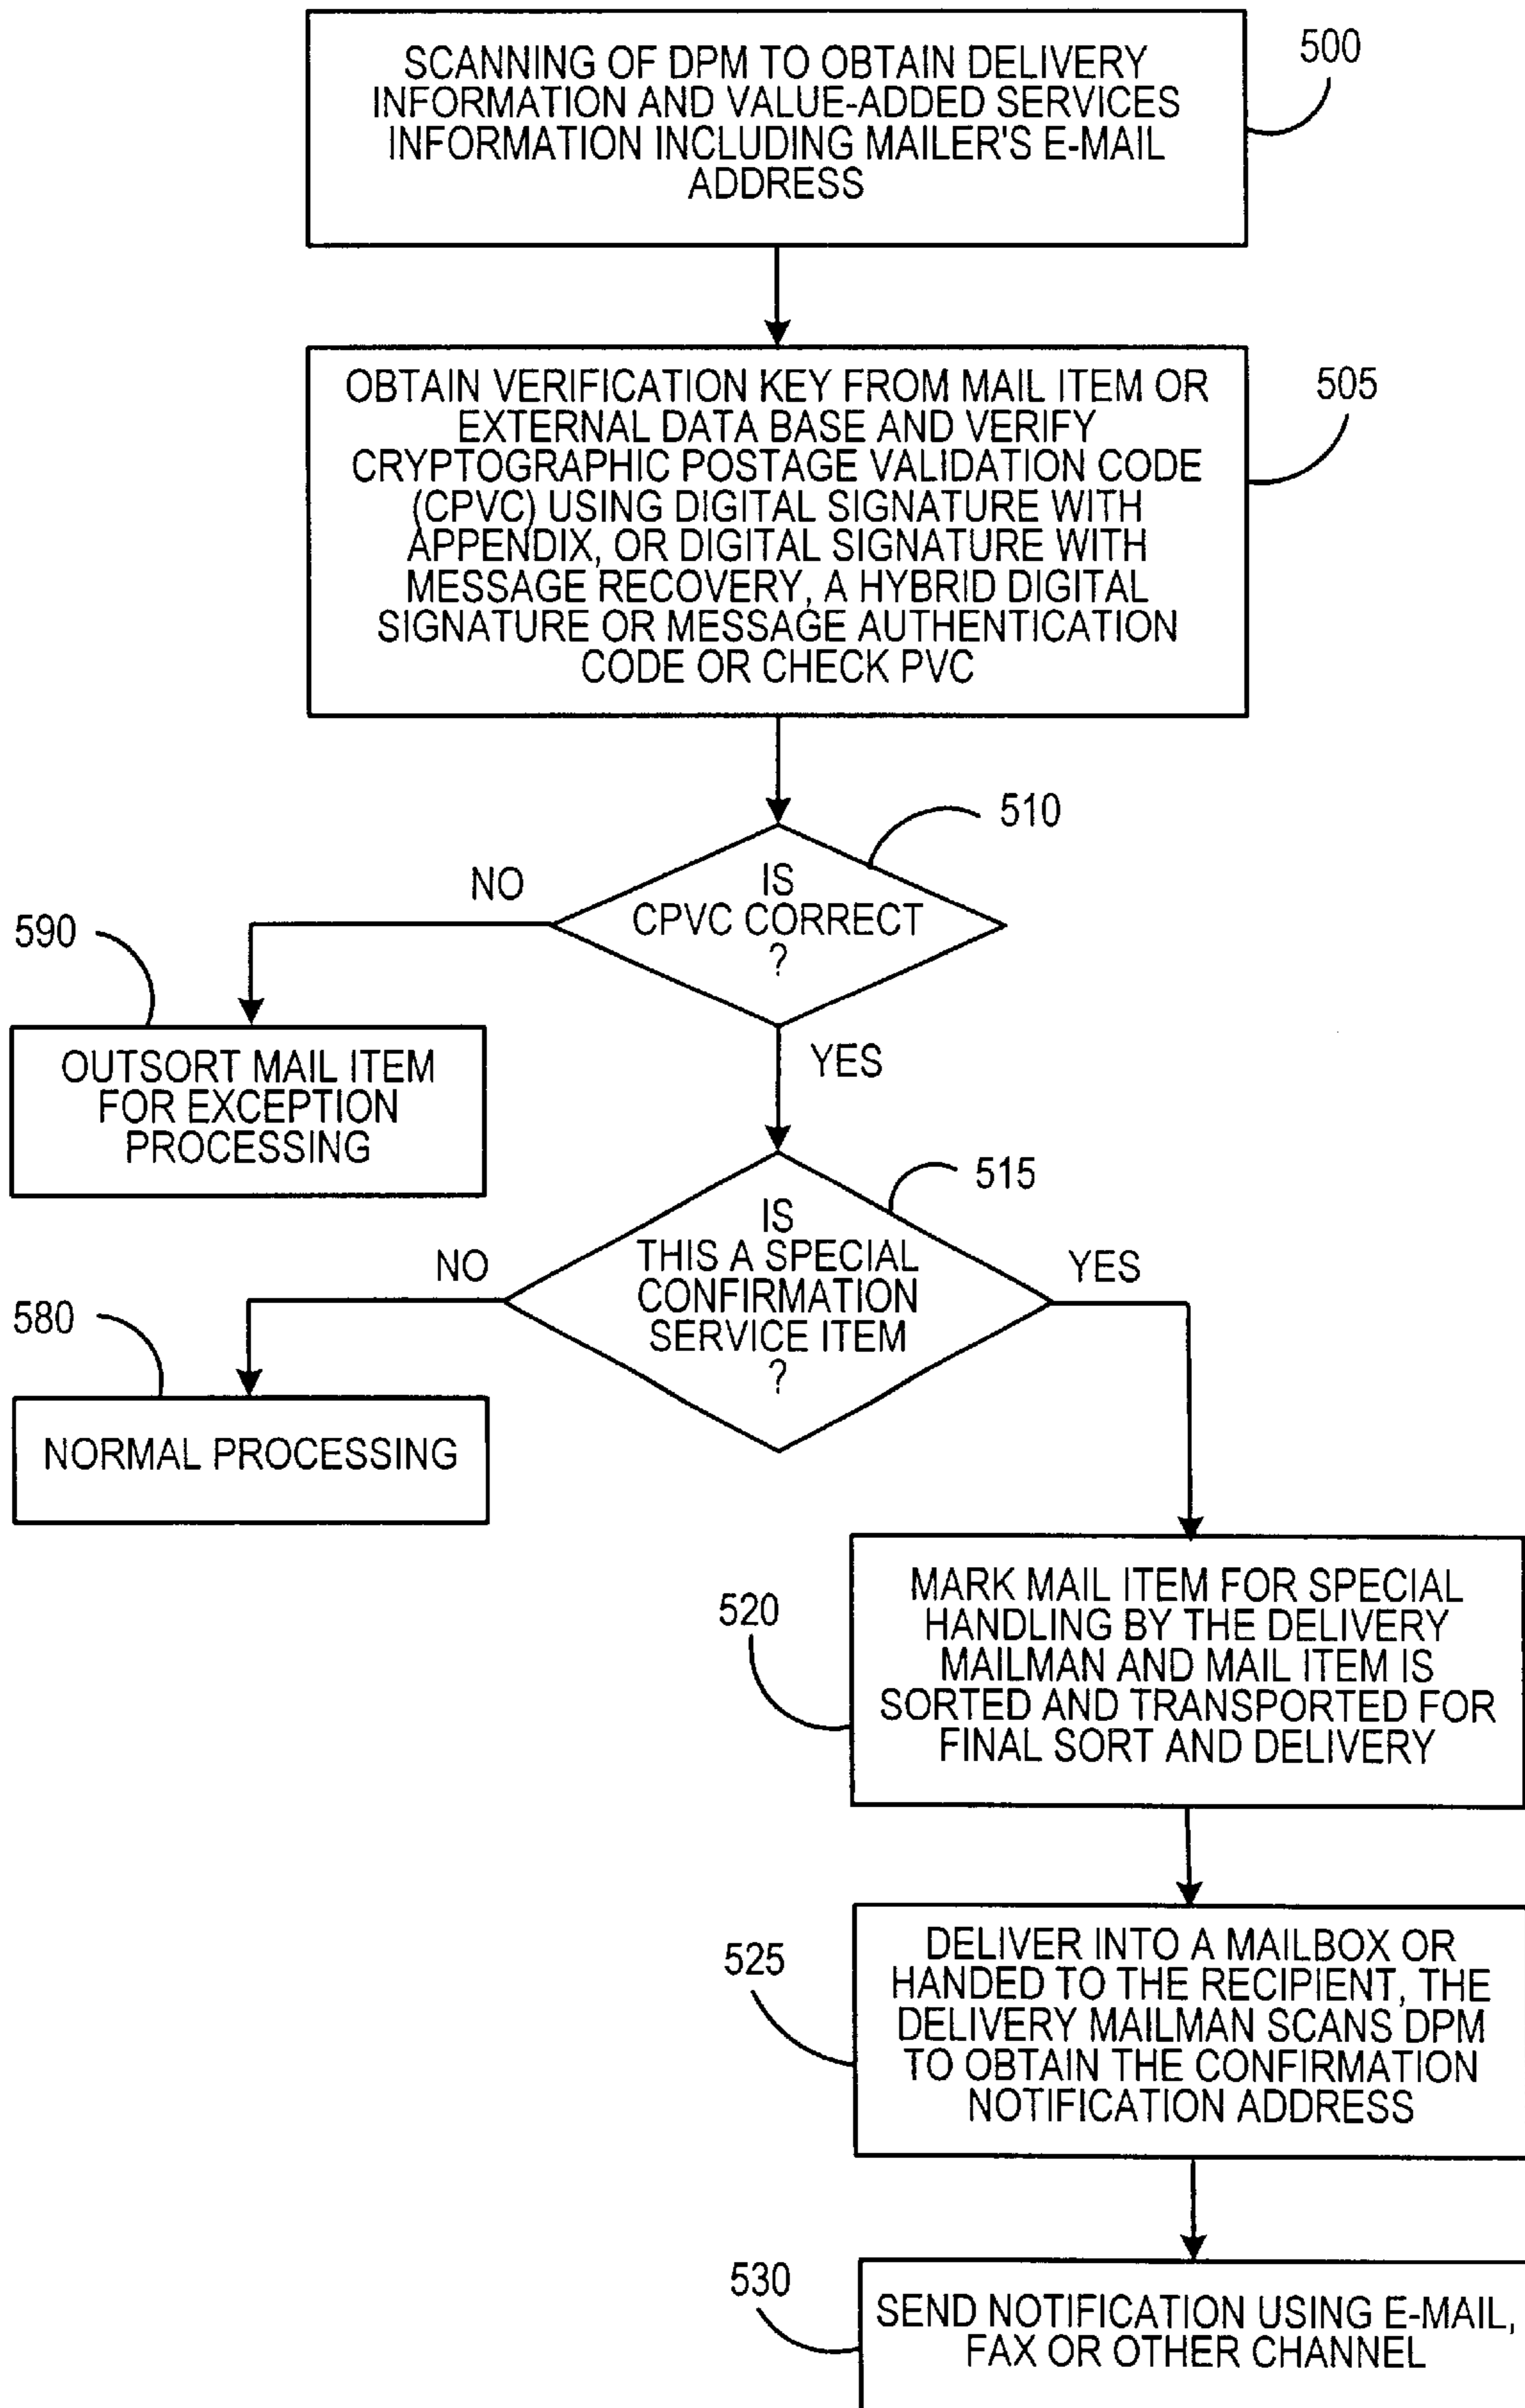 SCANNING OF DPM TO OBTAIN DELIVERY
INFORMATION AND VALUE-ADDED SERVICES
INFORMATION INCLUDING MAILER'S E-MAIL
ADDRESS
500
OBTAIN VERIFICATION KEY FROM MAIL ITEM OR
EXTERNAL DATA BASE AND VERIFY
CRYPTOGRAPHIC POSTAGE VALIDATION CODE
(CPVC) USING DIGITAL SIGNATURE WITH
APPENDIX, OR DIGITAL SIGNATURE WITH
MESSAGE RECOVERY, A HYBRID DIGITAL
SIGNATURE OR MESSAGE AUTHENTICATION
CODE OR CHECK PVC
505
510
IS
CPVC CORRECT
?
NO
YES
590
OUTSORT MAIL ITEM
FOR EXCEPTION
PROCESSING
515
IS
THIS A SPECIAL
CONFIRMATION
SERVICE ITEM
?
NO
YES
580
NORMAL PROCESSING
520
MARK MAIL ITEM FOR SPECIAL
HANDLING BY THE DELIVERY
MAILMAN AND MAIL ITEM IS
SORTED AND TRANSPORTED FOR
FINAL SORT AND DELIVERY
525
DELIVER INTO A MAILBOX OR
HANDED TO THE RECIPIENT, THE
DELIVERY MAILMAN SCANS DPM
TO OBTAIN THE CONFIRMATION
NOTIFICATION ADDRESS
530
SEND NOTIFICATION USING E-MAIL,
FAX OR OTHER CHANNEL